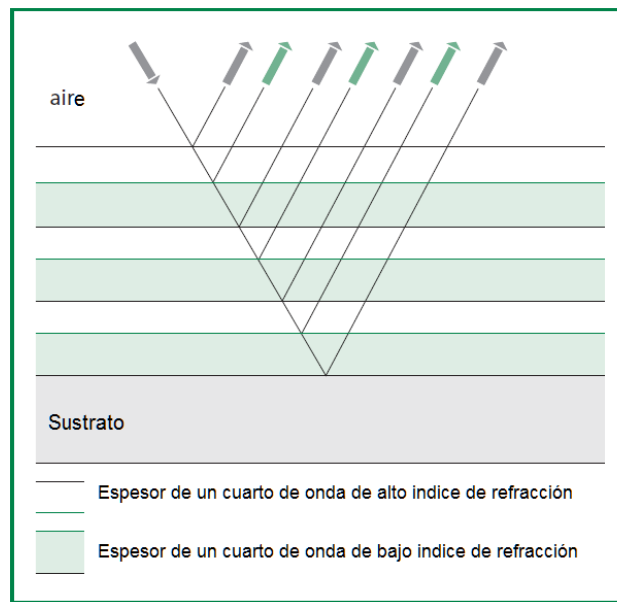 aire
Sustrato
Espesor de un cuarto de onda de alto indice de refracción
Espesor de un cuarto de onda de bajo indice de refracción